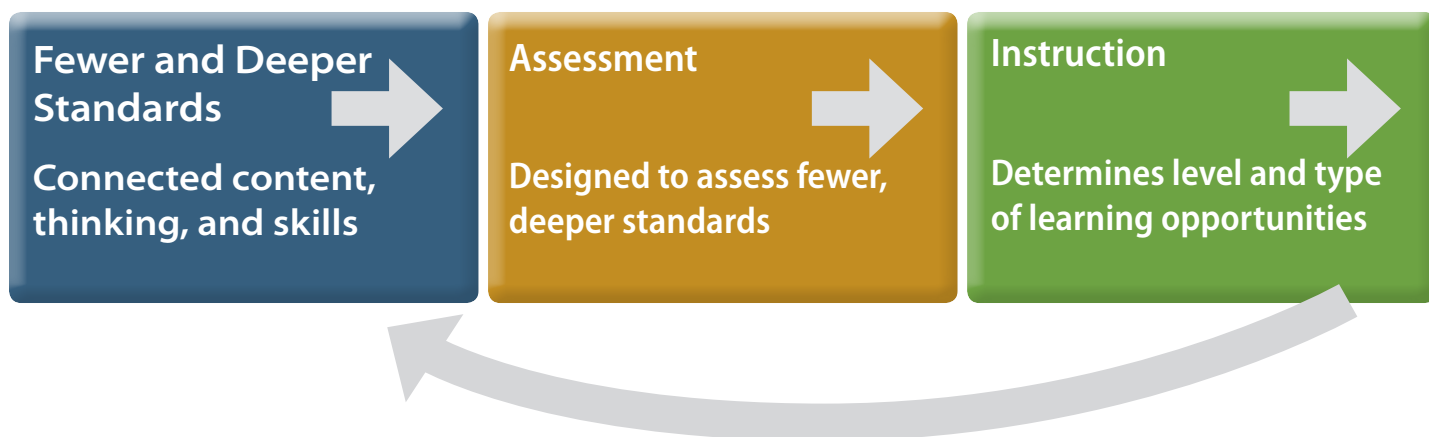 Fewer and Deeper
Standards
Connected content,
thinking, and skills
Assessment
Designed to assess fewer,
deeper standards
Instruction
Determines level and type
of learning opportunities